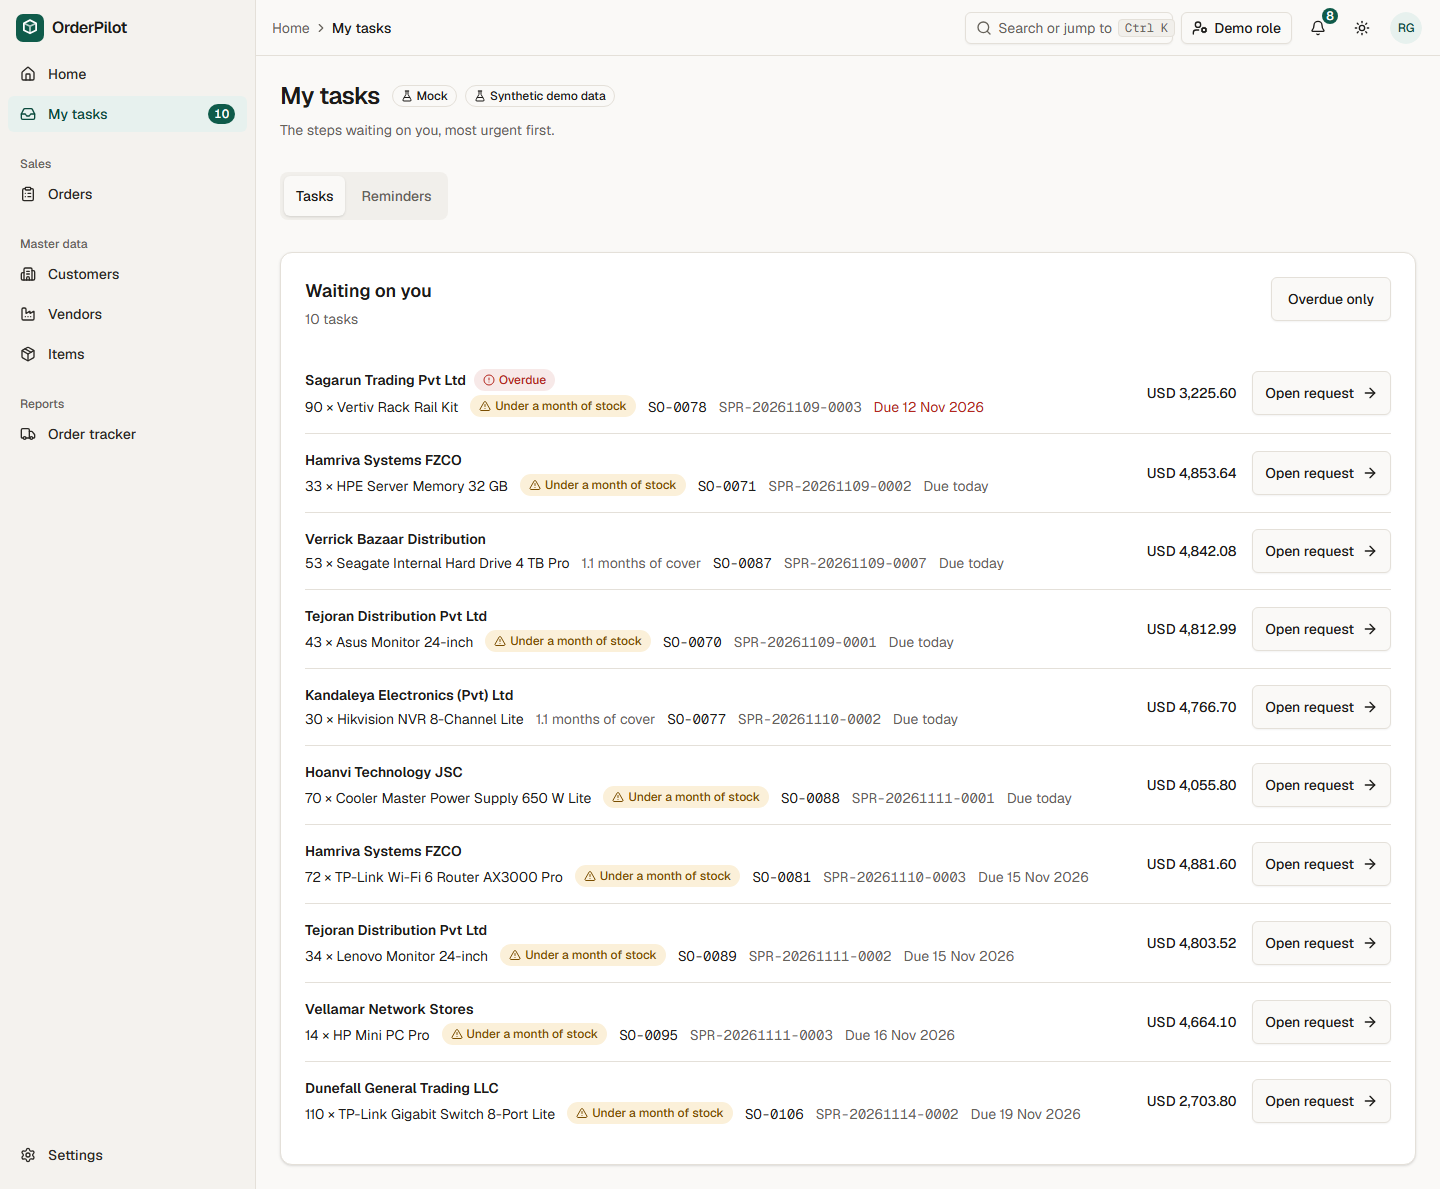 OrderPilot
Home
My tasks 10
Sales
Orders
Master data
Customers
Vendors
Items
Reports
Order tracker
Settings
Home > My tasks
Search or jump to Ctrl K
Demo role
8
RG
My tasks Mock Synthetic demo data
The steps waiting on you, most urgent first.
Tasks Reminders
Waiting on you
10 tasks
Overdue only
Sagarun Trading Pvt Ltd Overdue
90 × Vertiv Rack Rail Kit Under a month of stock SO-0078 SPR-20261109-0003 Due 12 Nov 2026
USD 3,225.60 Open request
Hamriva Systems FZCO
33 × HPE Server Memory 32 GB Under a month of stock SO-0071 SPR-20261109-0002 Due today
USD 4,853.64 Open request
Verrick Bazaar Distribution
53 × Seagate Internal Hard Drive 4 TB Pro 1.1 months of cover SO-0087 SPR-20261109-0007 Due today
USD 4,842.08 Open request
Tejoran Distribution Pvt Ltd
43 × Asus Monitor 24-inch Under a month of stock SO-0070 SPR-20261109-0001 Due today
USD 4,812.99 Open request
Kandaleya Electronics (Pvt) Ltd
30 × Hikvision NVR 8-Channel Lite 1.1 months of cover SO-0077 SPR-20261110-0002 Due today
USD 4,766.70 Open request
Hoanvi Technology JSC
70 × Cooler Master Power Supply 650 W Lite Under a month of stock SO-0088 SPR-20261111-0001 Due today
USD 4,055.80 Open request
Hamriva Systems FZCO
72 × TP-Link Wi-Fi 6 Router AX3000 Pro Under a month of stock SO-0081 SPR-20261110-0003 Due 15 Nov 2026
USD 4,881.60 Open request
Tejoran Distribution Pvt Ltd
34 × Lenovo Monitor 24-inch Under a month of stock SO-0089 SPR-20261111-0002 Due 15 Nov 2026
USD 4,803.52 Open request
Vellamar Network Stores
14 × HP Mini PC Pro Under a month of stock SO-0095 SPR-20261111-0003 Due 16 Nov 2026
USD 4,664.10 Open request
Dunefall General Trading LLC
110 × TP-Link Gigabit Switch 8-Port Lite Under a month of stock SO-0106 SPR-20261114-0002 Due 19 Nov 2026
USD 2,703.80 Open request